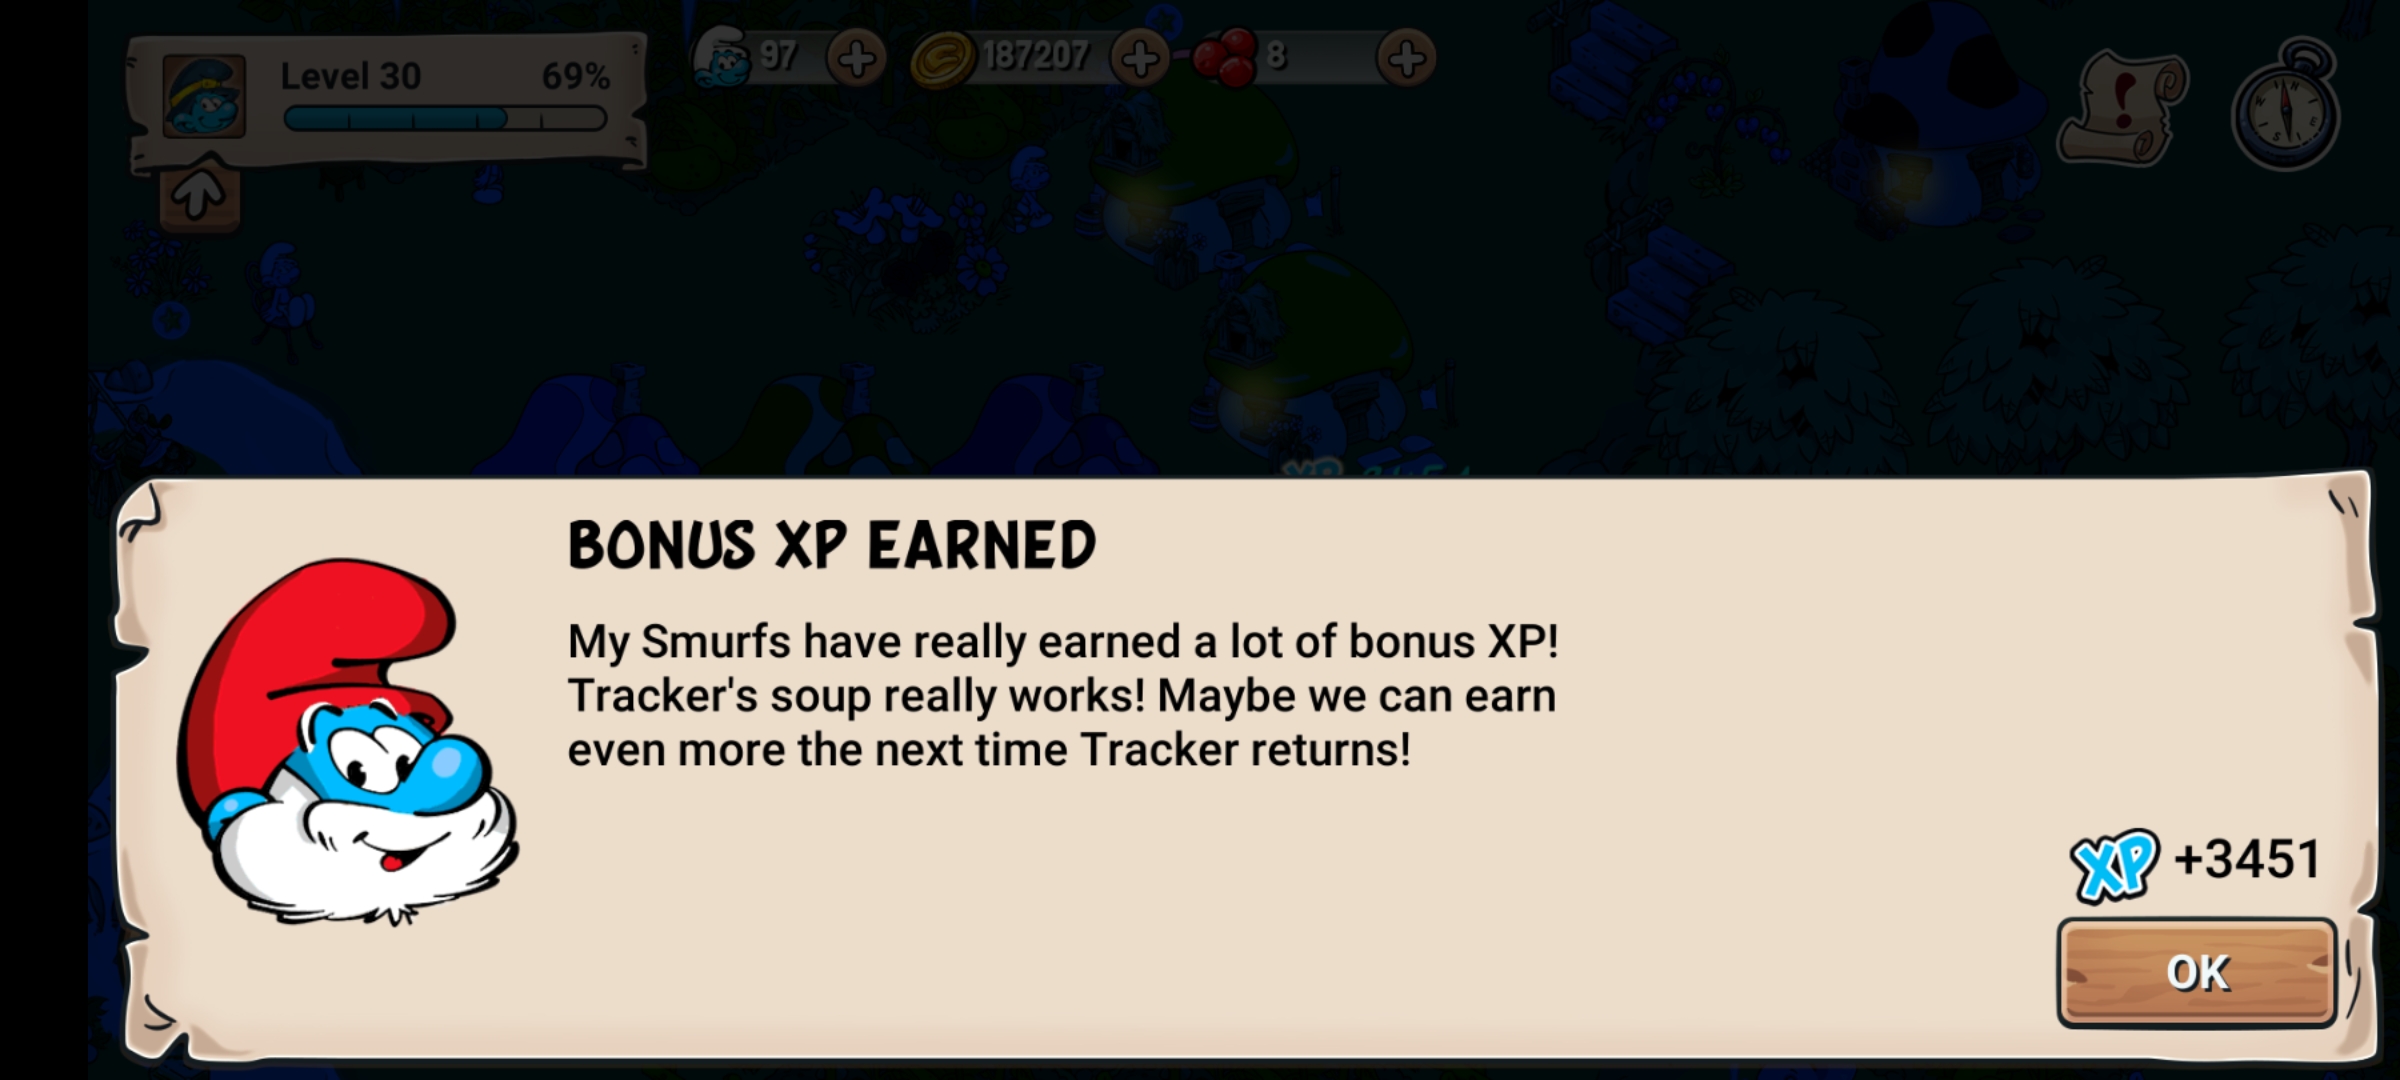 Level 30 69%
97
187207
8
BONUS XP EARNED
My Smurfs have really earned a lot of bonus XP!
Tracker's soup really works! Maybe we can earn
even more the next time Tracker returns!
XP +3451
OK